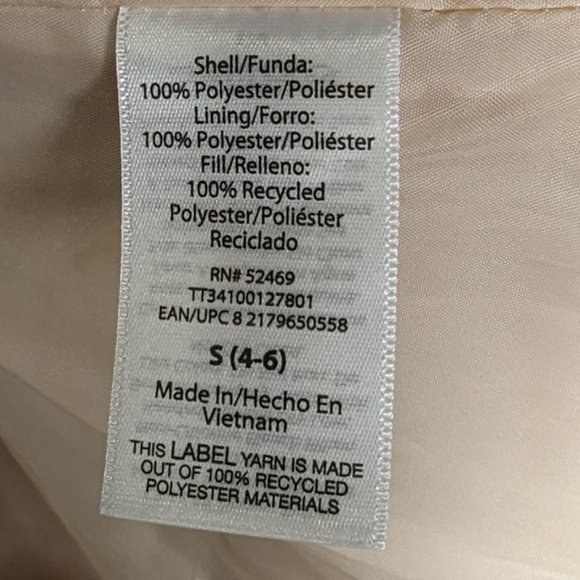 Shell/Funda:
100% Polyester/Poliéster
Lining/Forro:
100% Polyester/Poliéster
Fill/Relleno:
100% Recycled
Polyester/Poliéster
Reciclado
RN# 52469
TT34100127801
EAN/UPC 8 2179650558
S (4-6)
Made In/Hecho En
Vietnam
THIS LABEL YARN IS MADE
OUT OF 100% RECYCLED
POLYESTER MATERIALS